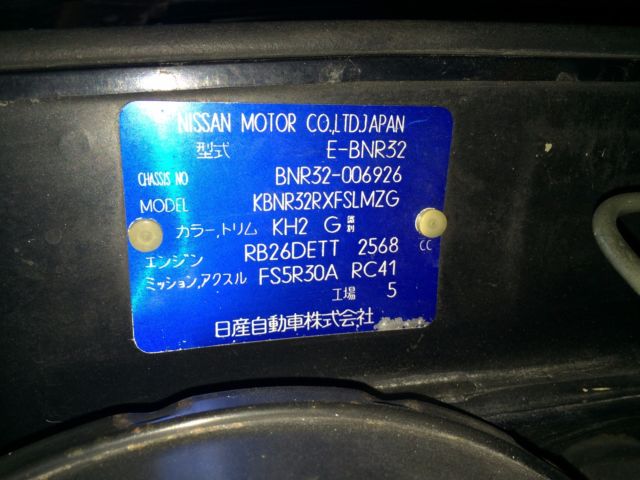 NISSAN MOTOR CO.,LTD.JAPAN
型式 E-BNR32
CHASSIS NO BNR32-006926
MODEL KBNR32RXFSLMZG
カラー,トリム KH2 G
エンジン RB26DETT 2568 CC
ミッション,アクスル FS5R30A RC41
工場 5
日産自動車株式会社